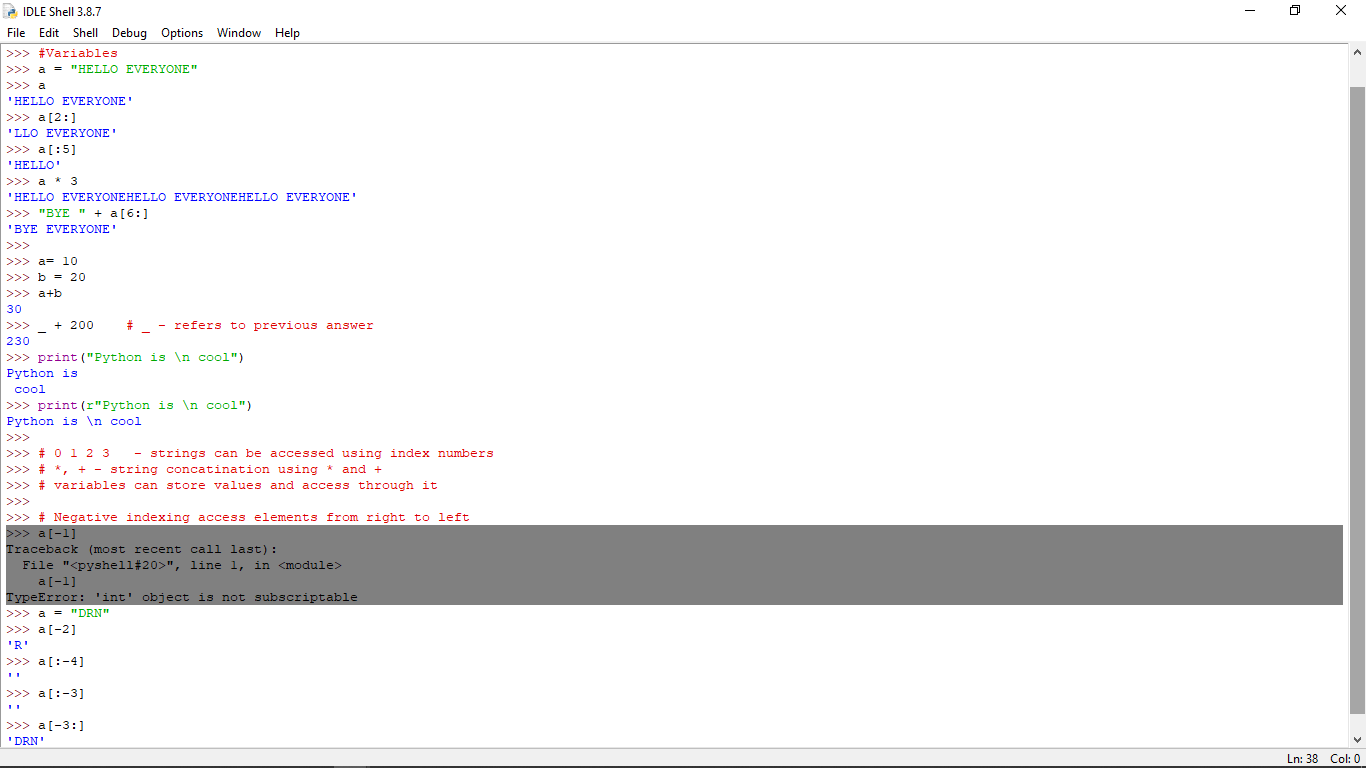 IDLE Shell 3.8.7
File Edit Shell Debug Options Window Help
>>> #Variables
>>> a = "HELLO EVERYONE"
>>> a
'HELLO EVERYONE'
>>> a[2:]
'LLO EVERYONE'
>>> a[:5]
'HELLO'
>>> a * 3
'HELLO EVERYONEHELLO EVERYONEHELLO EVERYONE'
>>> "BYE " + a[6:]
'BYE EVERYONE'
>>>
>>> a= 10
>>> b = 20
>>> a+b
30
>>> _ + 200    # _ - refers to previous answer
230
>>> print("Python is \n cool")
Python is
 cool
>>> print(r"Python is \n cool")
Python is \n cool
>>>
>>> # 0 1 2 3   - strings can be accessed using index numbers
>>> # *, + - string concatination using * and +
>>> # variables can store values and access through it
>>>
>>> # Negative indexing access elements from right to left
>>> a[-1]
Traceback (most recent call last):
  File "<pyshell#20>", line 1, in <module>
    a[-1]
TypeError: 'int' object is not subscriptable
>>> a = "DRN"
>>> a[-2]
'R'
>>> a[:-4]
''
>>> a[:-3]
''
>>> a[-3:]
'DRN'
Ln: 38 Col: 0